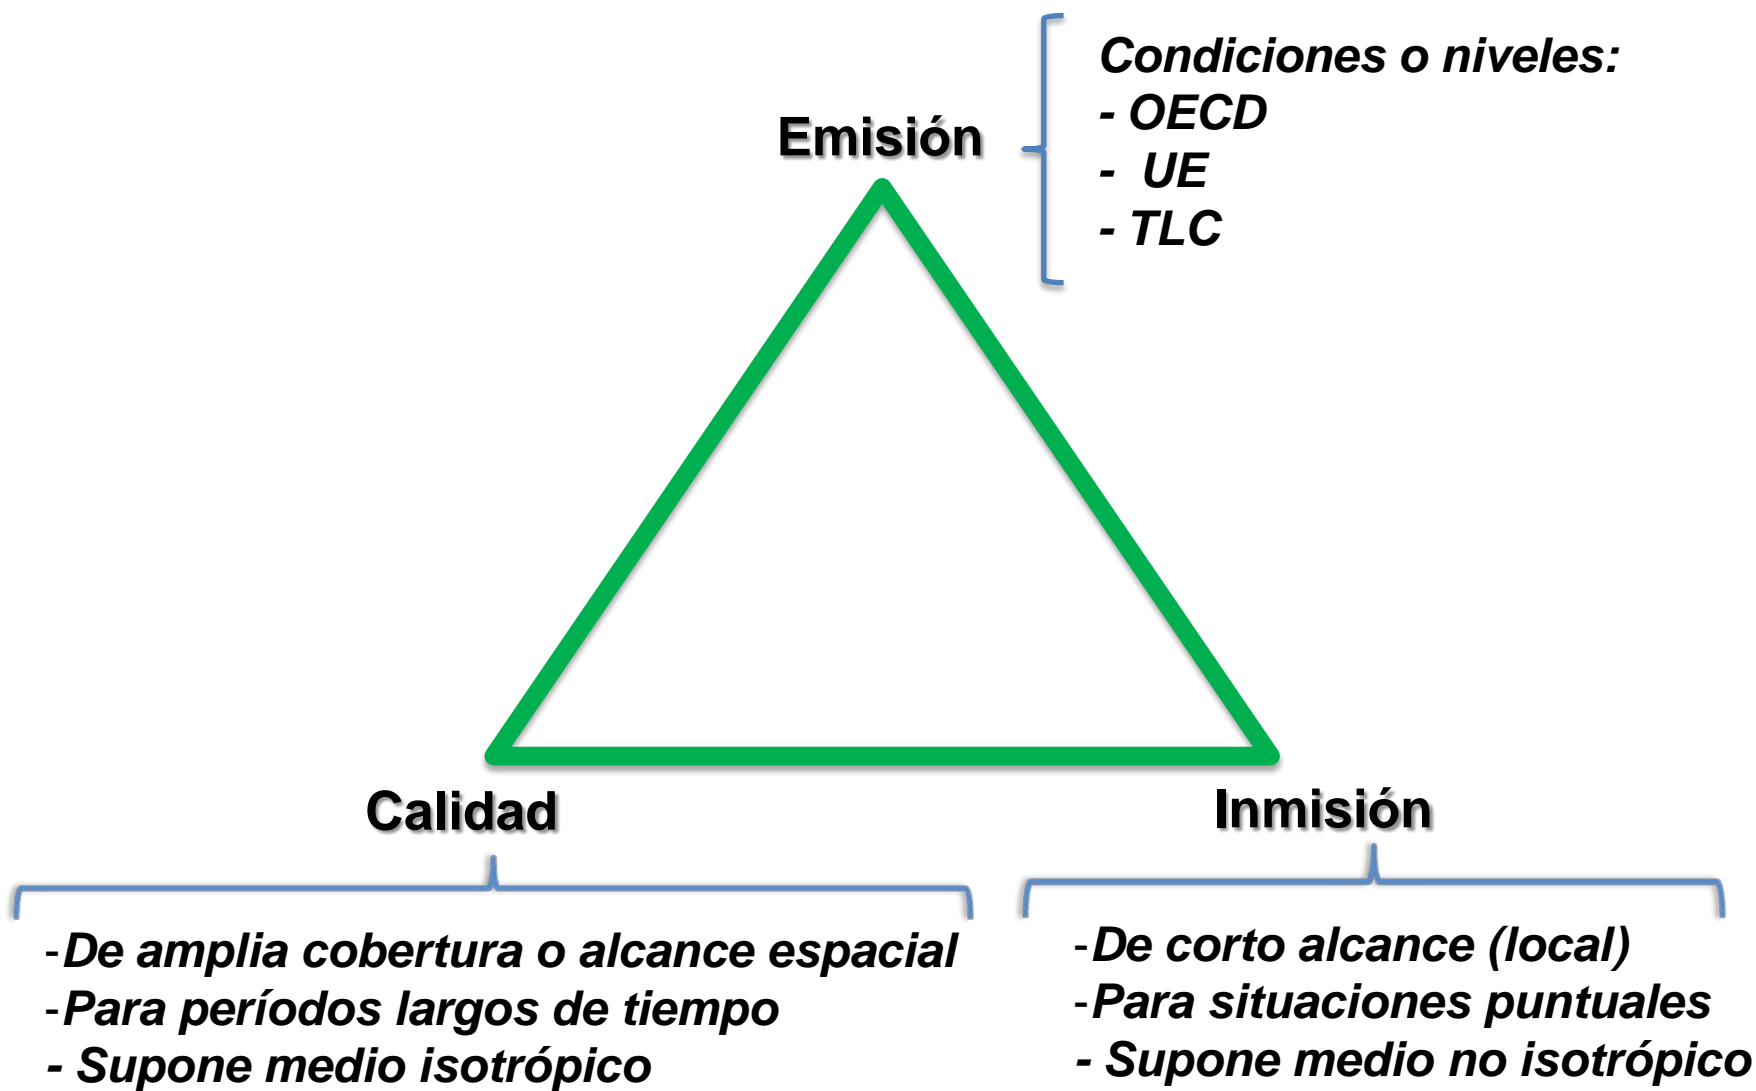 Condiciones o niveles:
- OECD
- UE
- TLC
Emisión
Calidad
-De amplia cobertura o alcance espacial
-Para períodos largos de tiempo
- Supone medio isotrópico
Inmisión
-De corto alcance (local)
-Para situaciones puntuales
- Supone medio no isotrópico